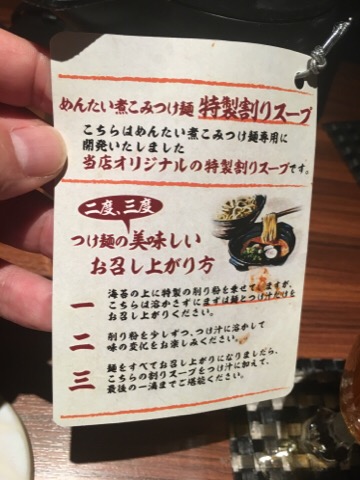 めんたい煮こみつけ麺 特製割りスープ
こちらはめんたい煮こみつけ麺専用に
開発いたしました
当店オリジナルの特製割りスープです。
二度、三度
つけ麺の美味しい
お召し上がり方
一
海苔の上に特製の削り粉を乗せてますが、
こちらは溶かさずにまずは麺とつけ汁だけを
お召し上がりください。
二
削り粉を少しずつ、つけ汁に溶かして
味の変化をお楽しみください。
三
麺をすべてお召し上がりになりましたら、
こちらの割りスープをつけ汁に加えて、
最後の一滴までご堪能ください。